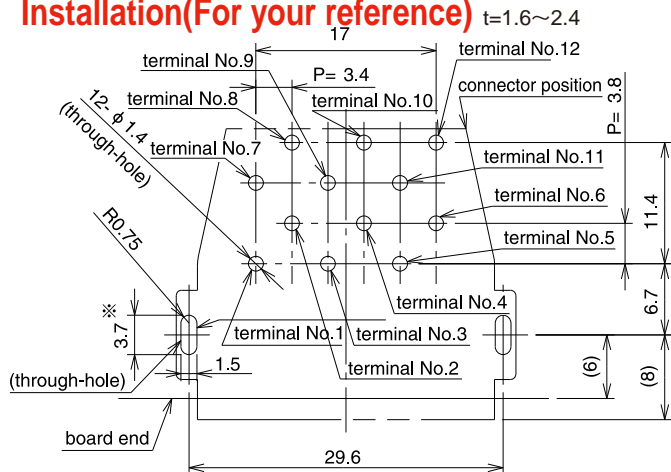 Installation(For your reference) t=1.6～2.4
17
terminal No.9
terminal No.12
P= 3.4
connector position
terminal No.8
terminal No.10
12- ϕ 1.4
(through-hole)
P= 3.8
terminal No.7
terminal No.11
terminal No.6
11.4
R0.75
terminal No.5
※
3.7
terminal No.4
6.7
terminal No.1
terminal No.3
1.5
terminal No.2
(through-hole)
(6)
(8)
board end
29.6